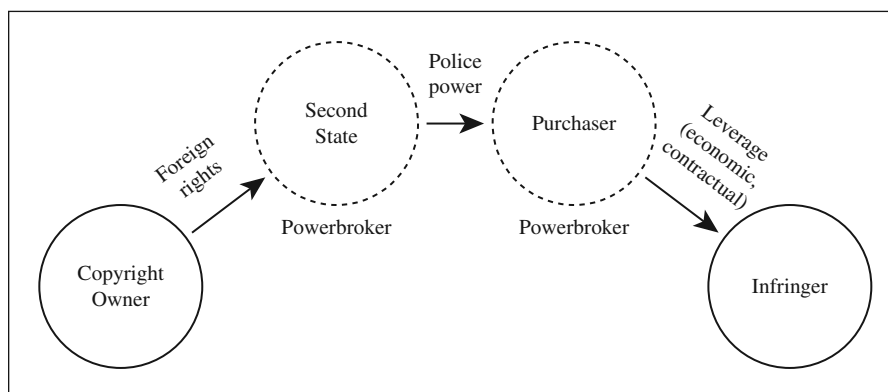 Copyright
Owner
Foreign
rights
Second
State
Powerbroker
Police
power
Purchaser
Powerbroker
Leverage
(economic,
contractual)
Infringer